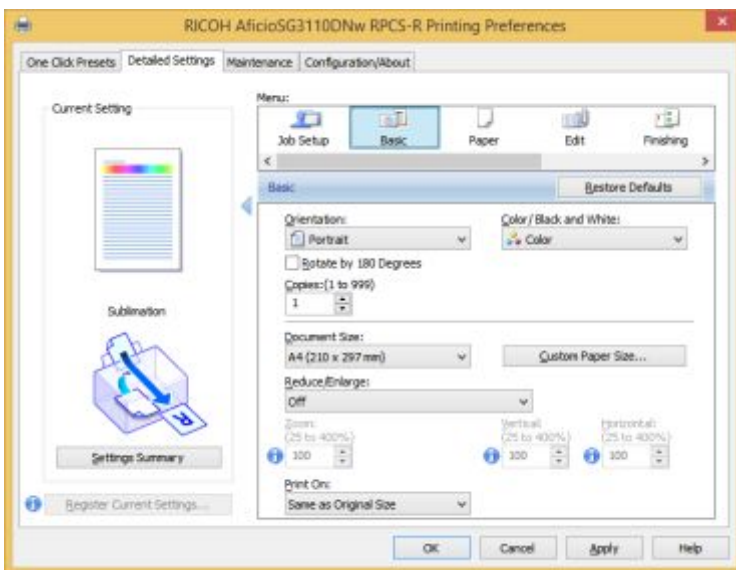 RICOH AficioSG3110DNw RPCS-R Printing Preferences
One Click Presets Detailed Settings Maintenance Configuration/About
Current Setting
Menu:
Job Setup Basic Paper Edit Finishing
Basic Restore Defaults
Orientation: Color/Black and White:
Portrait Color
Rotate by 180 Degrees
Copies:(1 to 999)
1
Sublimation
Document Size:
A4 (210 x 297 mm) Custom Paper Size...
Reduce/Enlarge:
Off
Zoom: Vertical: Horizontal:
(25 to 400%) (25 to 400%) (25 to 400%)
100 100 100
R
Settings Summary
Print On:
Register Current Settings... Same as Original Size
OK Cancel Apply Help